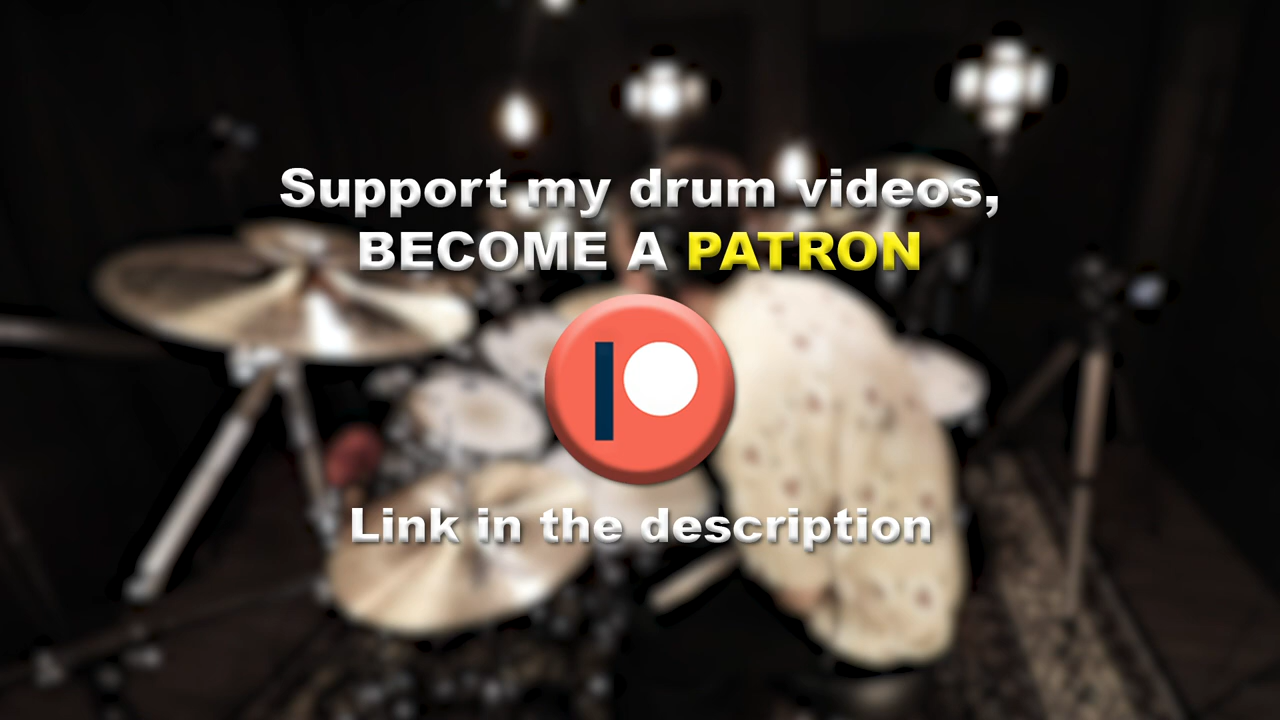 Support my drum videos,
BECOME A PATRON
Link in the description